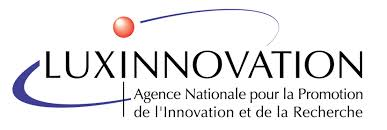 LUXINNOVATION
Agence Nationale pour la Promotion
de l'Innovation et de la Recherche